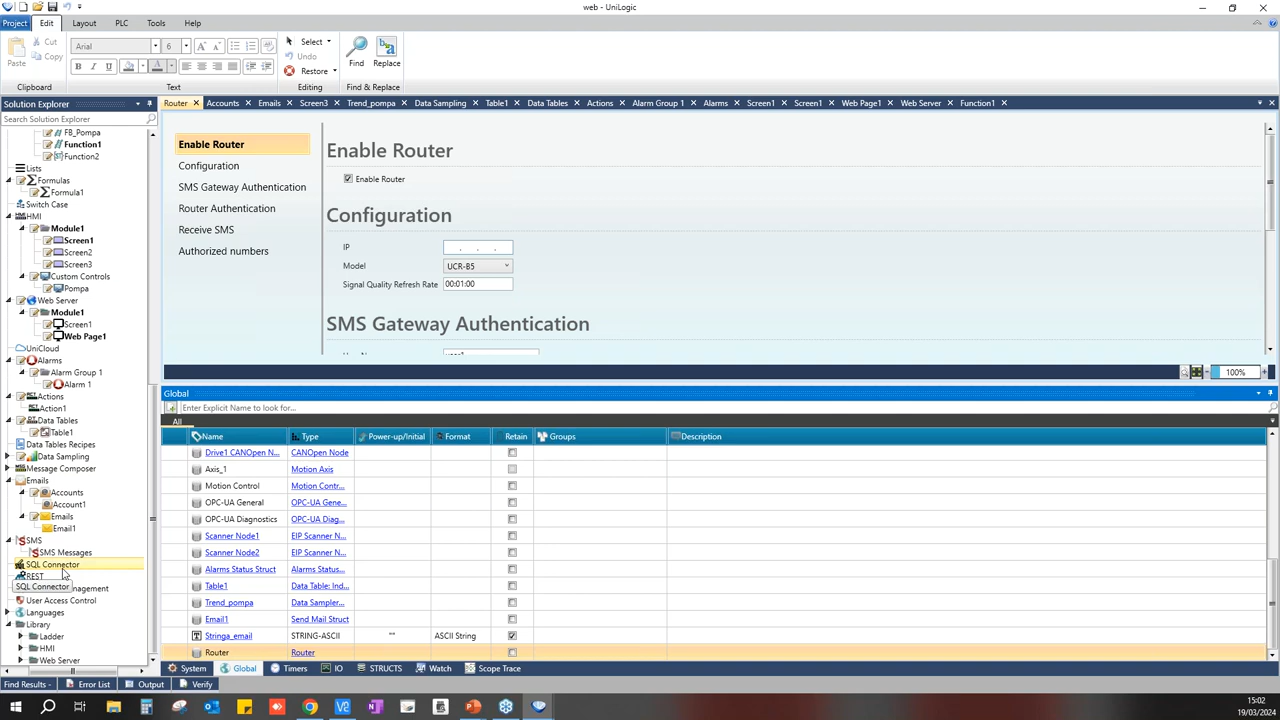 web - UniLogic
Project Edit Layout PLC Tools Help
Paste Cut Copy
Arial 6
Select
Undo
Restore
Find Replace
Clipboard Text Editing Find & Replace
Solution Explorer
Search Solution Explorer
FB_Pompa
Function1
Function2
Lists
Formulas
Formula1
Switch Case
HMI
Module1
Screen1
Screen2
Screen3
Custom Controls
Pompa
Web Server
Module1
Screen1
Web Page1
UniCloud
Alarms
Alarm Group 1
Alarm 1
Actions
Action1
Data Tables
Table1
Data Tables Recipes
Data Sampling
Message Composer
Emails
Accounts
Account1
Emails
Email1
SMS
SMS Messages
SQL Connector
REST
SQL Connector
User Access Control
Languages
Library
Ladder
HMI
Web Server
Router Accounts Emails Screen3 Trend_pompa Data Sampling Table1 Data Tables Actions Alarm Group 1 Alarms Screen1 Screen1 Web Page1 Web Server Function1
Enable Router
Configuration
SMS Gateway Authentication
Router Authentication
Receive SMS
Authorized numbers
Enable Router
Enable Router
Configuration
IP . . .
Model UCR-B5
Signal Quality Refresh Rate 00:01:00
SMS Gateway Authentication
100%
Global
Enter Explicit Name to look for...
All
Name Type Power-up/Initial Format Retain Groups Description
Drive1 CANOpen N... CANOpen Node
Axis_1 Motion Axis
Motion Control Motion Contr...
OPC-UA General OPC-UA Gene...
OPC-UA Diagnostics OPC-UA Diag...
Scanner Node1 EIP Scanner N...
Scanner Node2 EIP Scanner N...
Alarms Status Struct Alarms Status...
Table1 Data Table: Ind...
Trend_pompa Data Sampler...
Email1 Send Mail Struct
Stringa_email STRING-ASCII "" ASCII String
Router Router
System Global Timers IO STRUCTS Watch Scope Trace
Find Results - Error List Output Verify
15:02
19/03/2024